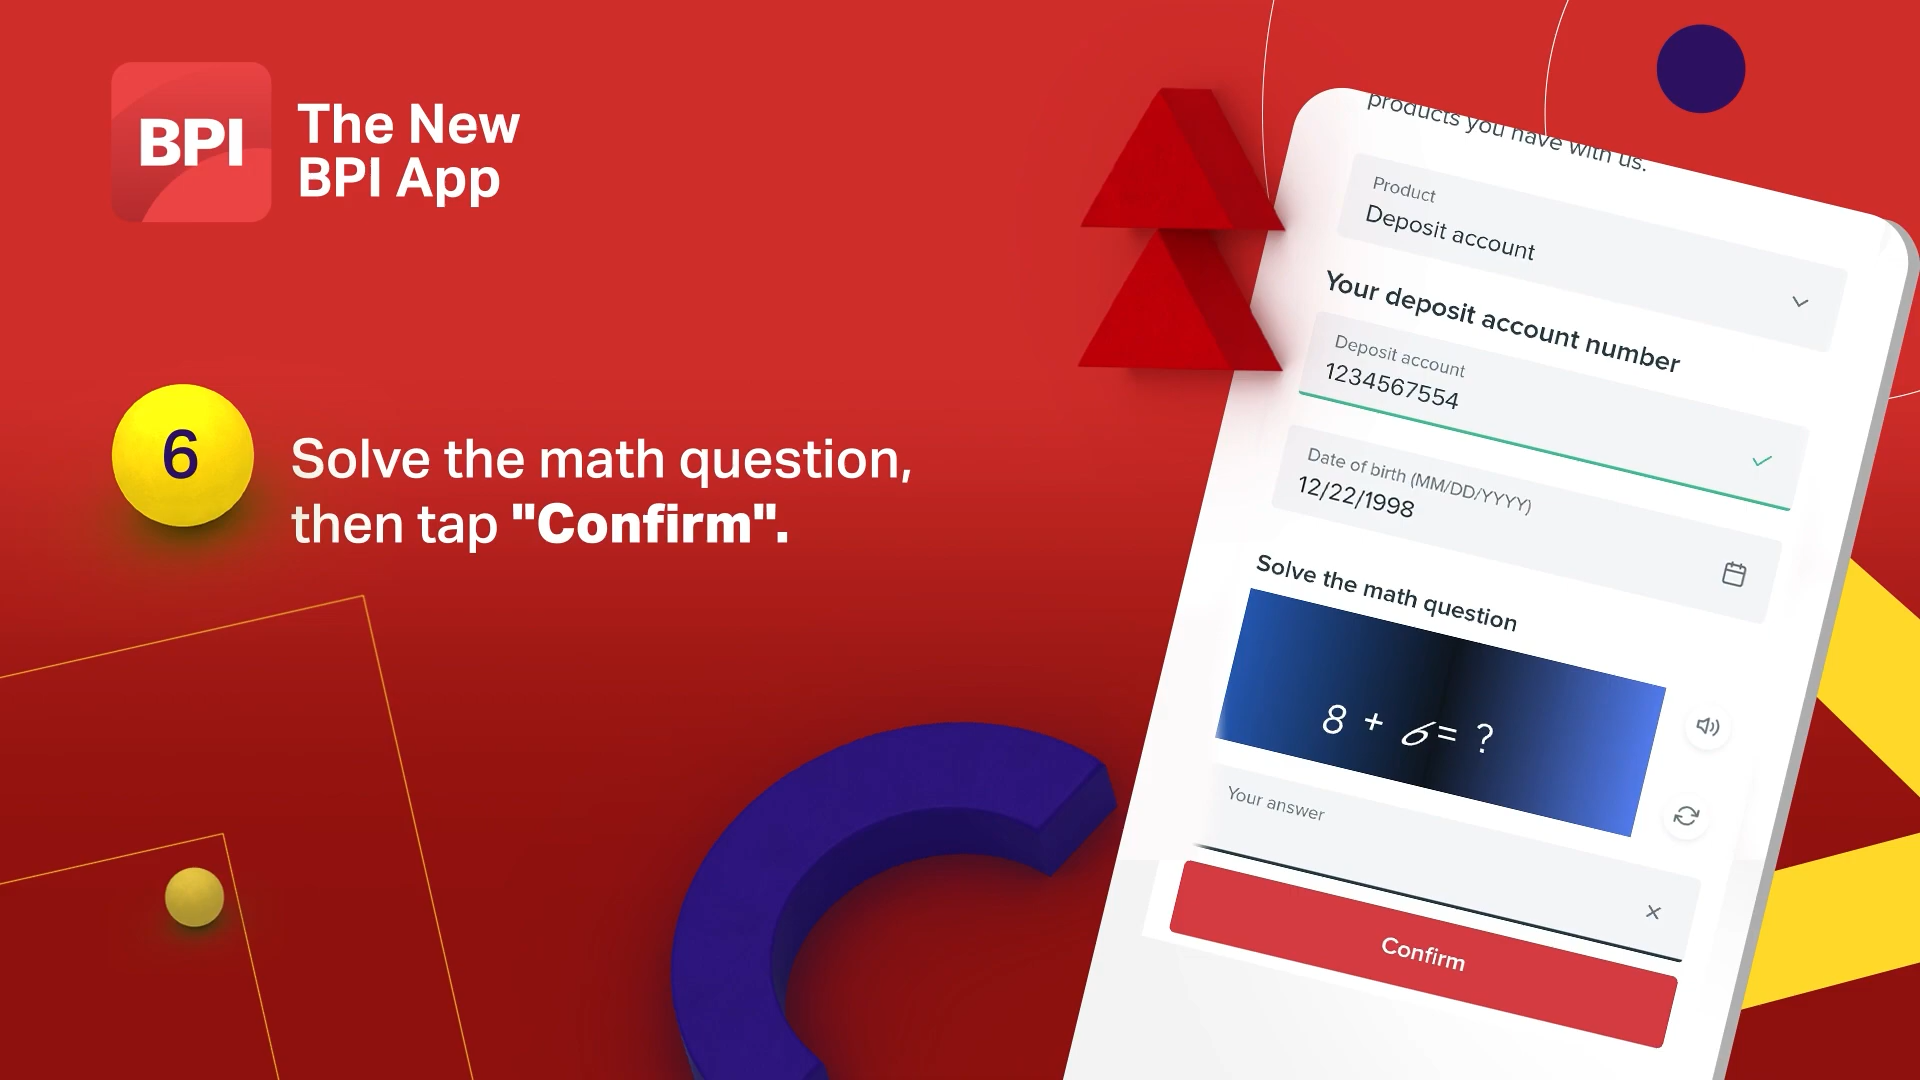 BPI
The New
BPI App
6
Solve the math question,
then tap "Confirm".
products you have with us.
Product
Deposit account
Your deposit account number
Deposit account
1234567554
Date of birth (MM/DD/YYYY)
12/22/1998
Solve the math question
8 + 6 = ?
Your answer
Confirm